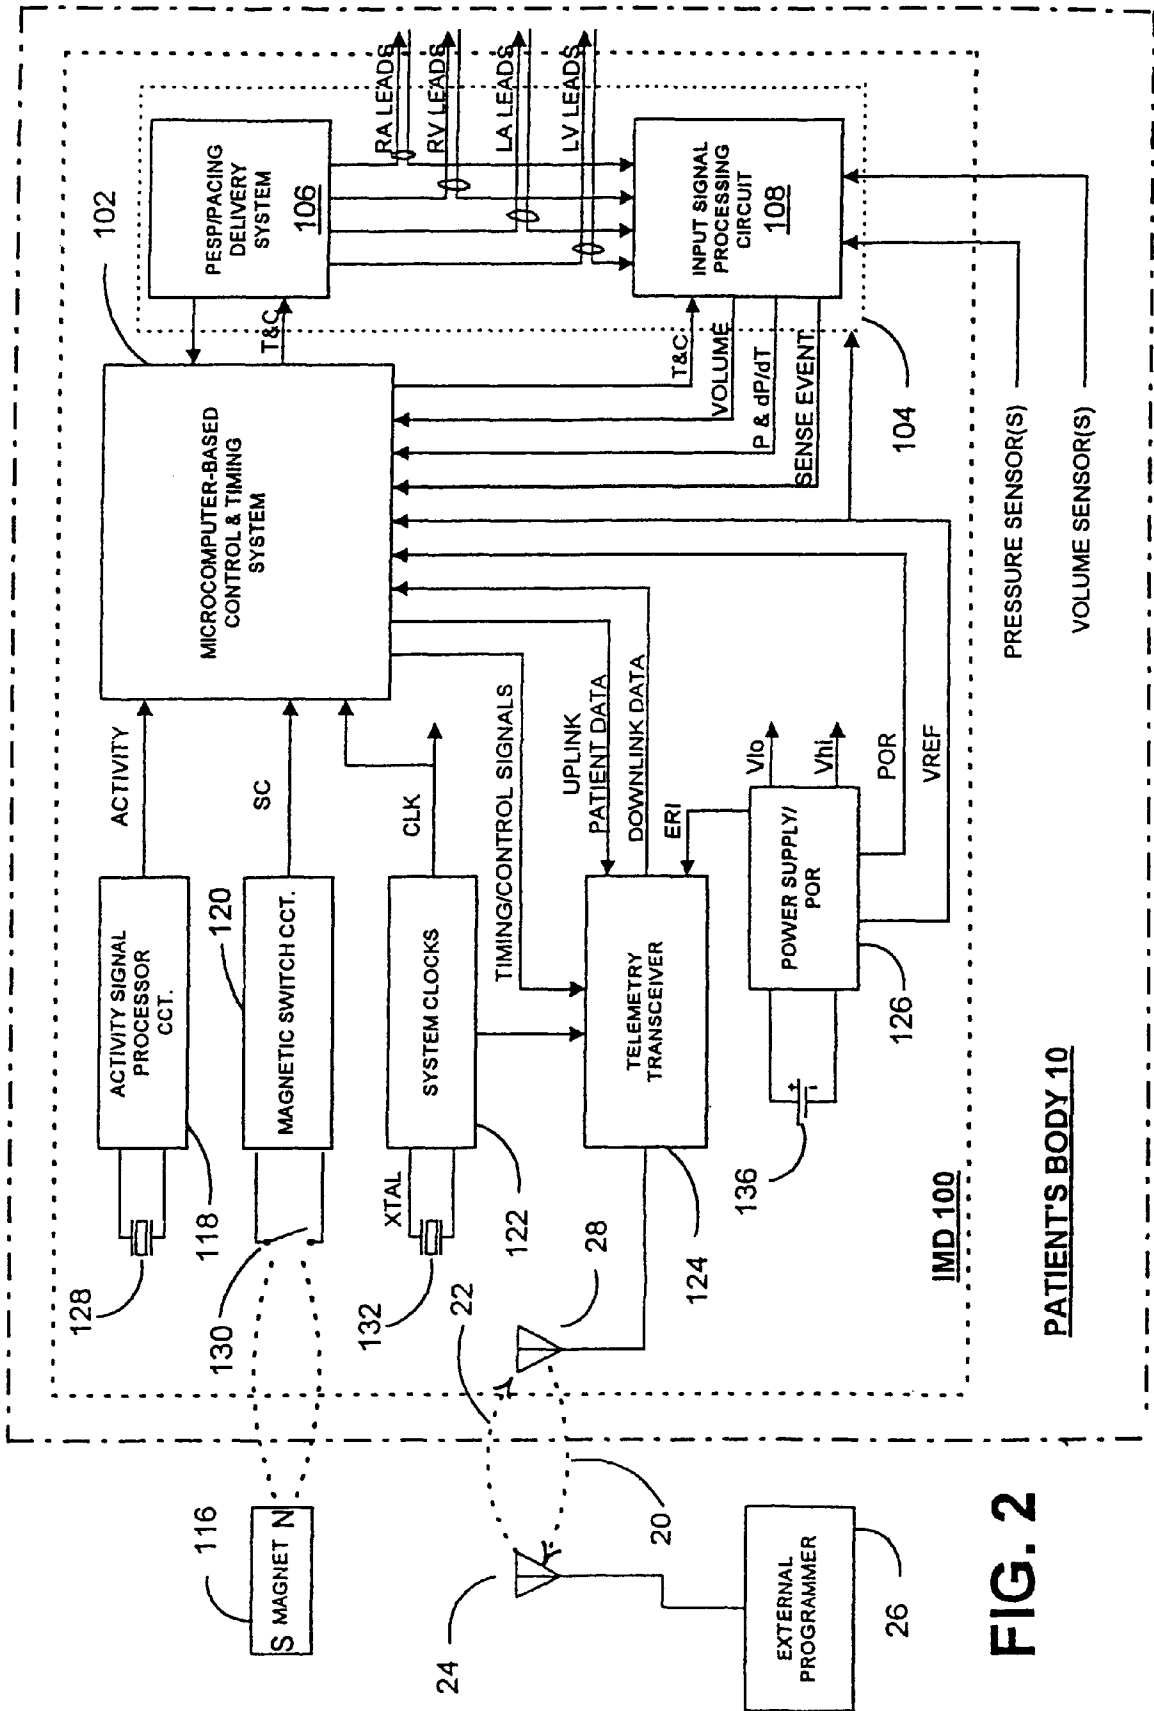 116
S MAGNET N
24
22
20
28
EXTERNAL
PROGRAMMER
26
128
118
ACTIVITY SIGNAL
PROCESSOR
CCT.
ACTIVITY
130
120
MAGNETIC SWITCH CCT.
SC
132
XTAL
122
SYSTEM CLOCKS
CLK
TIMING/CONTROL SIGNALS
124
TELEMETRY
TRANSCEIVER
UPLINK
PATIENT DATA
DOWNLINK DATA
ERI
136
126
POWER SUPPLY/
POR
Vlo
Vhi
POR
VREF
102
MICROCOMPUTER-BASED
CONTROL & TIMING
SYSTEM
T&C
PESP/PACING
DELIVERY
SYSTEM
106
RA LEADS
RV LEADS
LA LEADS
LV LEADS
T&C
VOLUME
P & dP/dT
SENSE EVENT
INPUT SIGNAL
PROCESSING
CIRCUIT
108
104
PRESSURE SENSOR(S)
VOLUME SENSOR(S)
IMD 100
PATIENT'S BODY 10
FIG. 2